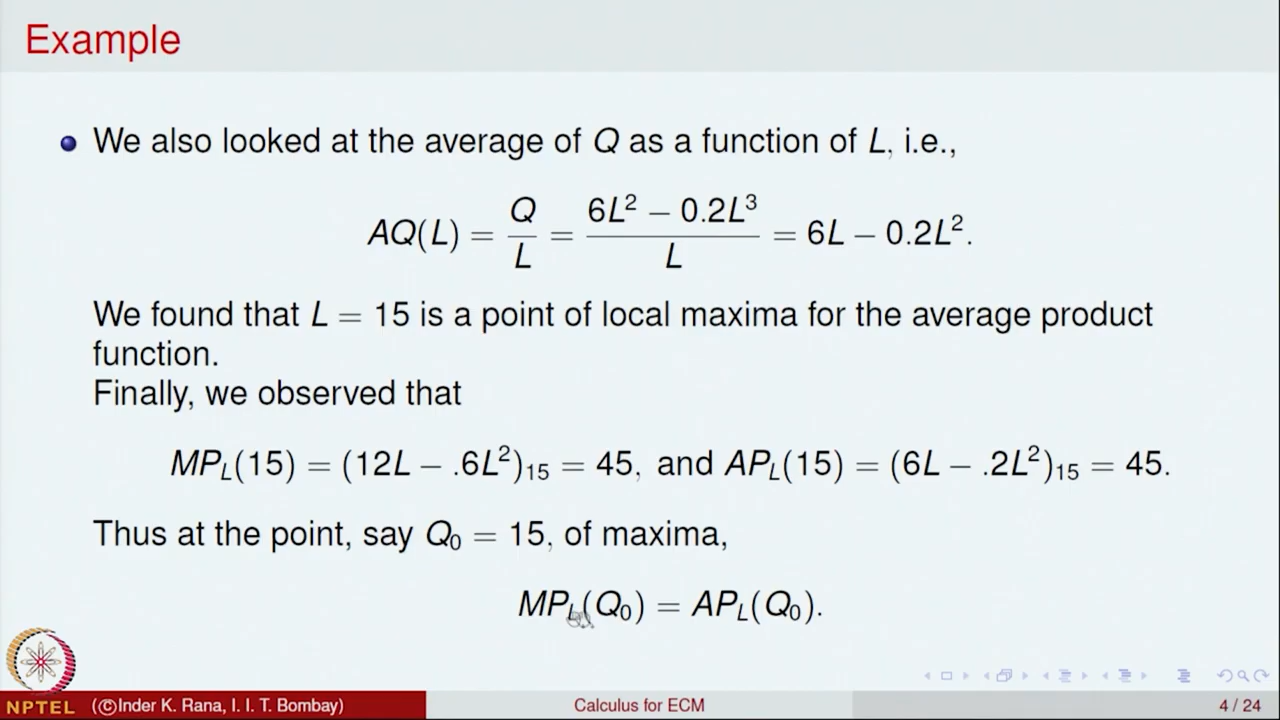 Example
We also looked at the average of Q as a function of L, i.e.,
AQ(L) = Q/L = (6L² − 0.2L³)/L = 6L − 0.2L².
We found that L = 15 is a point of local maxima for the average product
function.
Finally, we observed that
MP_L(15) = (12L − .6L²)₁₅ = 45, and AP_L(15) = (6L − .2L²)₁₅ = 45.
Thus at the point, say Q₀ = 15, of maxima,
MP_L(Q₀) = AP_L(Q₀).
NPTEL
(©Inder K. Rana, I. I. T. Bombay)
Calculus for ECM
4 / 24